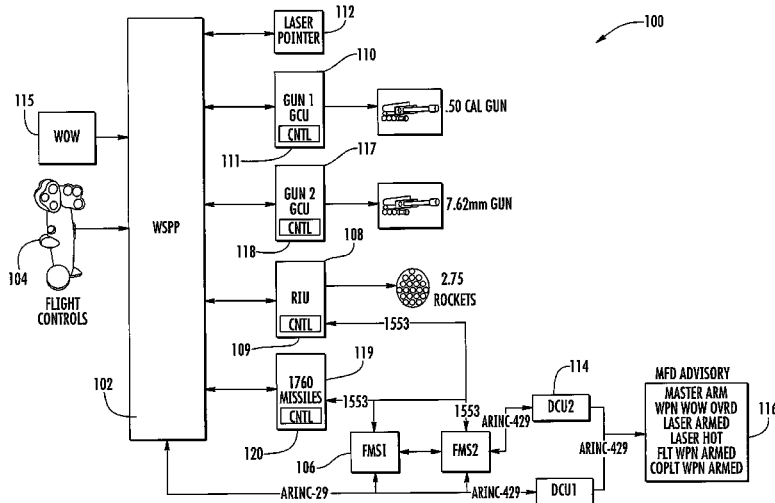 LASER
POINTER
112
100
110
GUN 1
GCU
CNTL
111
.50 CAL GUN
115
WOW
117
GUN 2
GCU
CNTL
118
7.62mm GUN
WSPP
104
FLIGHT
CONTROLS
108
RIU
CNTL
109
2.75
ROCKETS
1553
102
119
1760
MISSILES
CNTL
120
1553
1553
106
FMS1
FMS2
ARINC-429
114
DCU2
ARINC-429
MFD ADVISORY
MASTER ARM
WPN WOW OVRD
LASER ARMED
LASER HOT
FLT WPN ARMED
COPLT WPN ARMED
116
ARINC-29
ARINC-429
DCU1